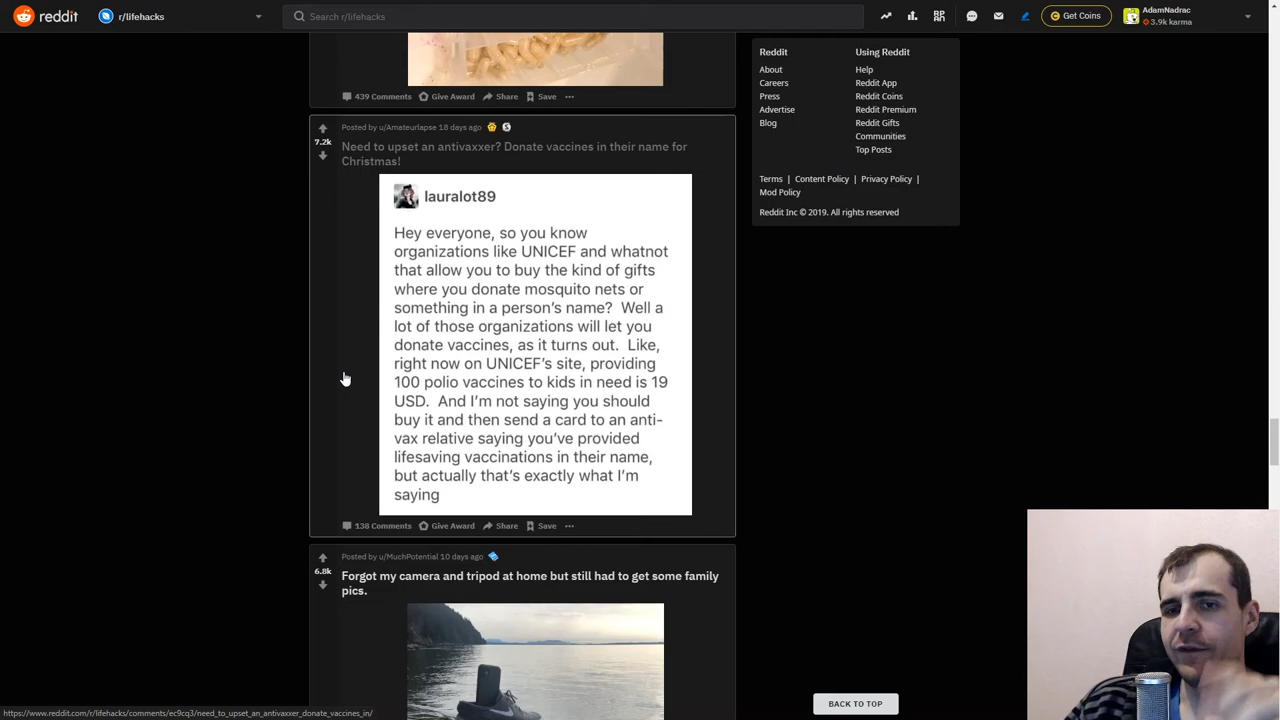 reddit
r/lifehacks
Search r/lifehacks
Get Coins
AdamNadrac
3.9k karma
439 Comments
Give Award
Share
Save
7.2k
Posted by u/Amateurlapse 18 days ago
Need to upset an antivaxxer? Donate vaccines in their name for
Christmas!
lauralot89
Hey everyone, so you know
organizations like UNICEF and whatnot
that allow you to buy the kind of gifts
where you donate mosquito nets or
something in a person's name? Well a
lot of those organizations will let you
donate vaccines, as it turns out. Like,
right now on UNICEF's site, providing
100 polio vaccines to kids in need is 19
USD. And I'm not saying you should
buy it and then send a card to an anti-
vax relative saying you've provided
lifesaving vaccinations in their name,
but actually that's exactly what I'm
saying
138 Comments
Give Award
Share
Save
6.8k
Posted by u/MuchPotential 10 days ago
Forgot my camera and tripod at home but still had to get some family
pics.
Reddit
About
Careers
Press
Advertise
Blog
Using Reddit
Help
Reddit App
Reddit Coins
Reddit Premium
Reddit Gifts
Communities
Top Posts
Terms | Content Policy | Privacy Policy |
Mod Policy
Reddit Inc © 2019. All rights reserved
BACK TO TOP
https://www.reddit.com/r/lifehacks/comments/ec9cq3/need_to_upset_an_antivaxxer_donate_vaccines_in/